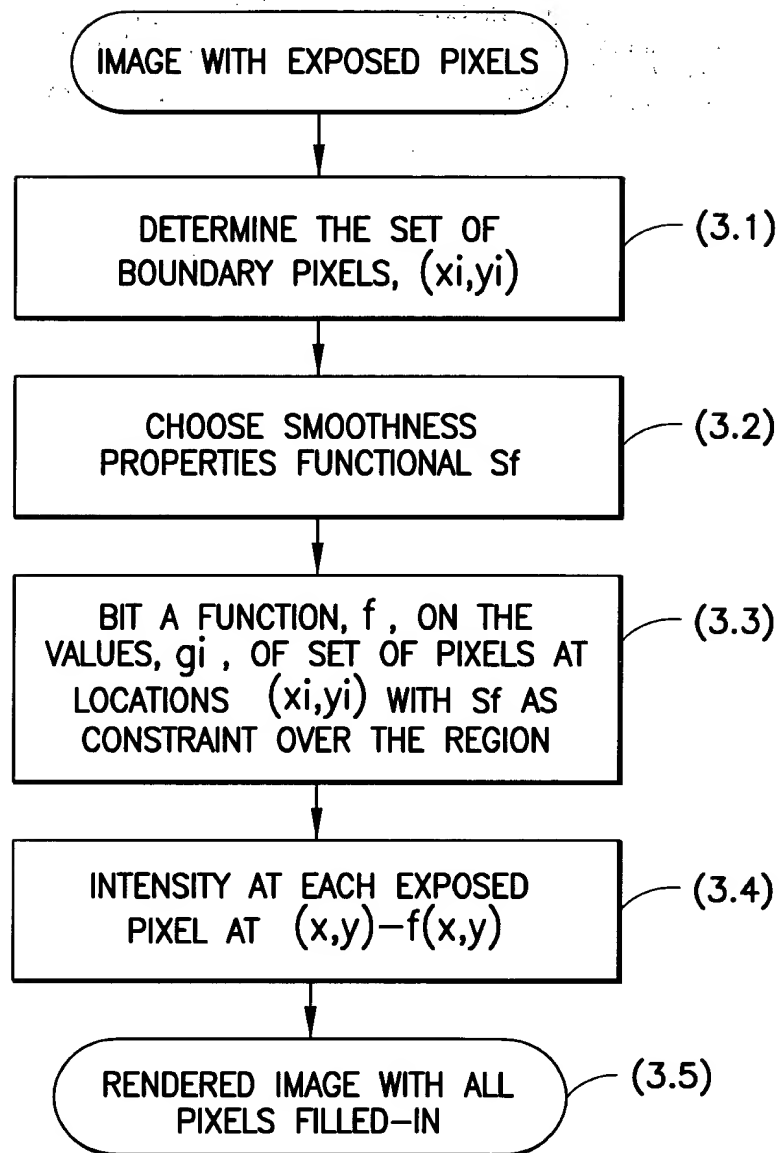 IMAGE WITH EXPOSED PIXELS
DETERMINE THE SET OF
BOUNDARY PIXELS, (xi,yi)
(3.1)
CHOOSE SMOOTHNESS
PROPERTIES FUNCTIONAL Sf
(3.2)
BIT A FUNCTION, f, ON THE
VALUES, gi, OF SET OF PIXELS AT
LOCATIONS (xi,yi) WITH Sf AS
CONSTRAINT OVER THE REGION
(3.3)
INTENSITY AT EACH EXPOSED
PIXEL AT (x,y)–f(x,y)
(3.4)
RENDERED IMAGE WITH ALL
PIXELS FILLED–IN
(3.5)